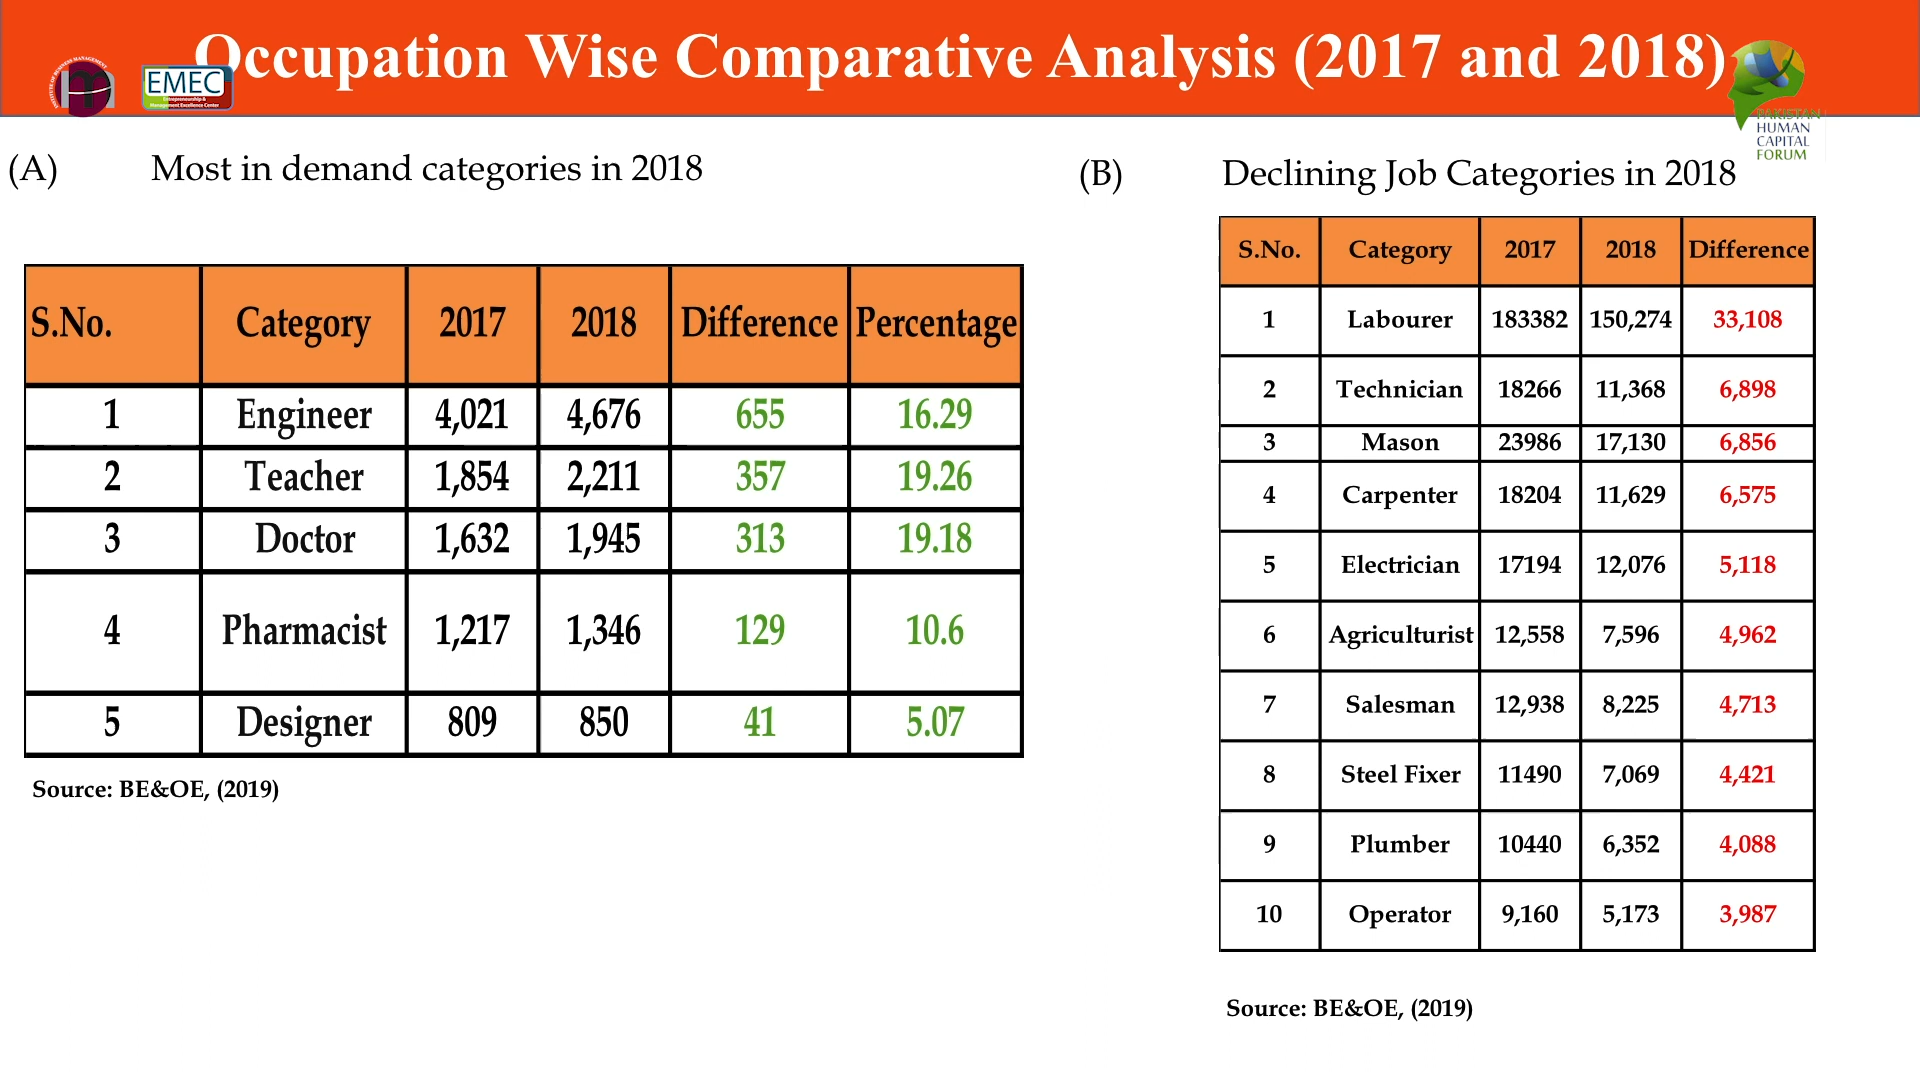 Occupation Wise Comparative Analysis (2017 and 2018)
INSTITUTE OF BUSINESS MANAGEMENT
EMEC
Entrepreneurship &
Management Excellence Center
PAKISTAN
HUMAN
CAPITAL
FORUM
(A) Most in demand categories in 2018
S.No. Category 2017 2018 Difference Percentage
1 Engineer 4,021 4,676 655 16.29
2 Teacher 1,854 2,211 357 19.26
3 Doctor 1,632 1,945 313 19.18
4 Pharmacist 1,217 1,346 129 10.6
5 Designer 809 850 41 5.07
Source: BE&OE, (2019)
(B) Declining Job Categories in 2018
S.No. Category 2017 2018 Difference
1 Labourer 183382 150,274 33,108
2 Technician 18266 11,368 6,898
3 Mason 23986 17,130 6,856
4 Carpenter 18204 11,629 6,575
5 Electrician 17194 12,076 5,118
6 Agriculturist 12,558 7,596 4,962
7 Salesman 12,938 8,225 4,713
8 Steel Fixer 11490 7,069 4,421
9 Plumber 10440 6,352 4,088
10 Operator 9,160 5,173 3,987
Source: BE&OE, (2019)